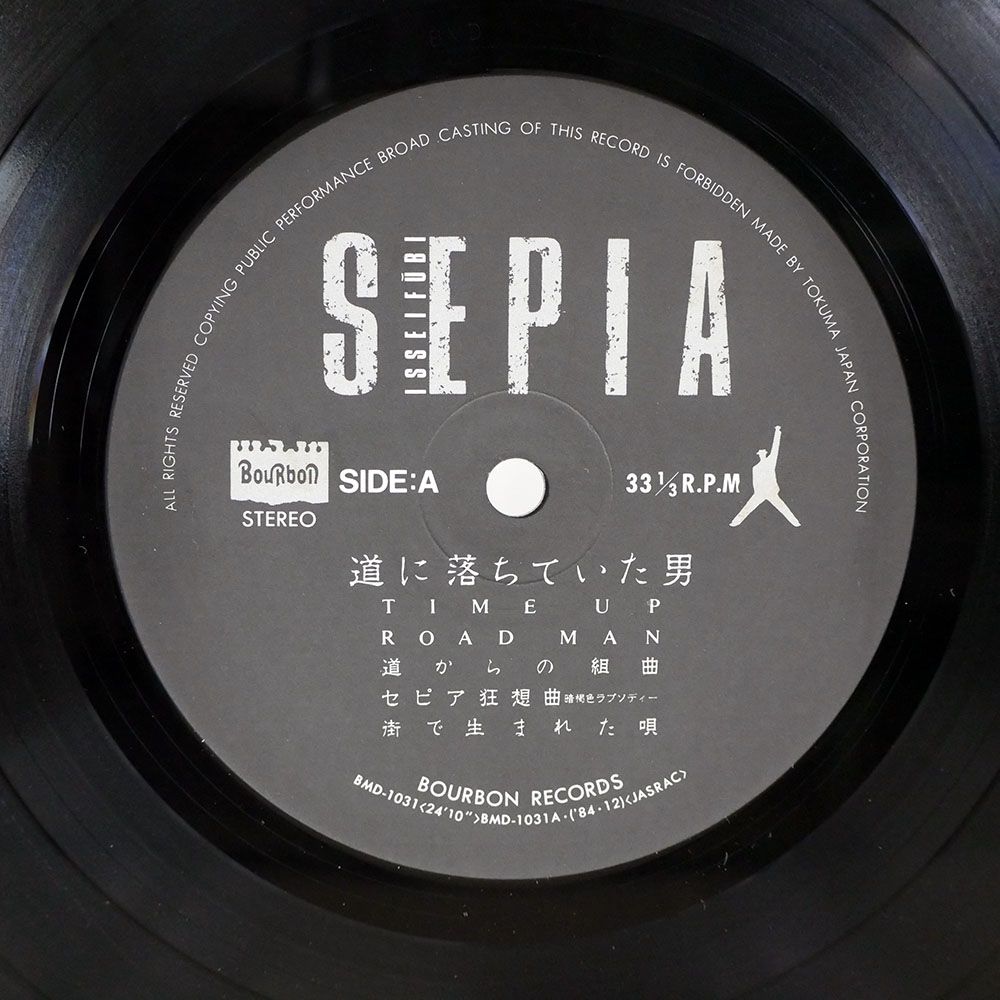 ALL RIGHTS RESERVED COPYING PUBLIC PERFORMANCE BROAD CASTING OF THIS RECORD IS FORBIDDEN MADE BY TOKUMA JAPAN CORPORATION
SEPIA
ISSEIFŪBI
BouRboN
STEREO
SIDE:A
33 1/3 R.P.M
道に落ちていた男
TIME UP
ROAD MAN
道からの組曲
セピア狂想曲暗褐色ラプソディー
街で生まれた唄
BOURBON RECORDS
BMD-1031<24'10">BMD-1031A・('84・12)<JASRAC>